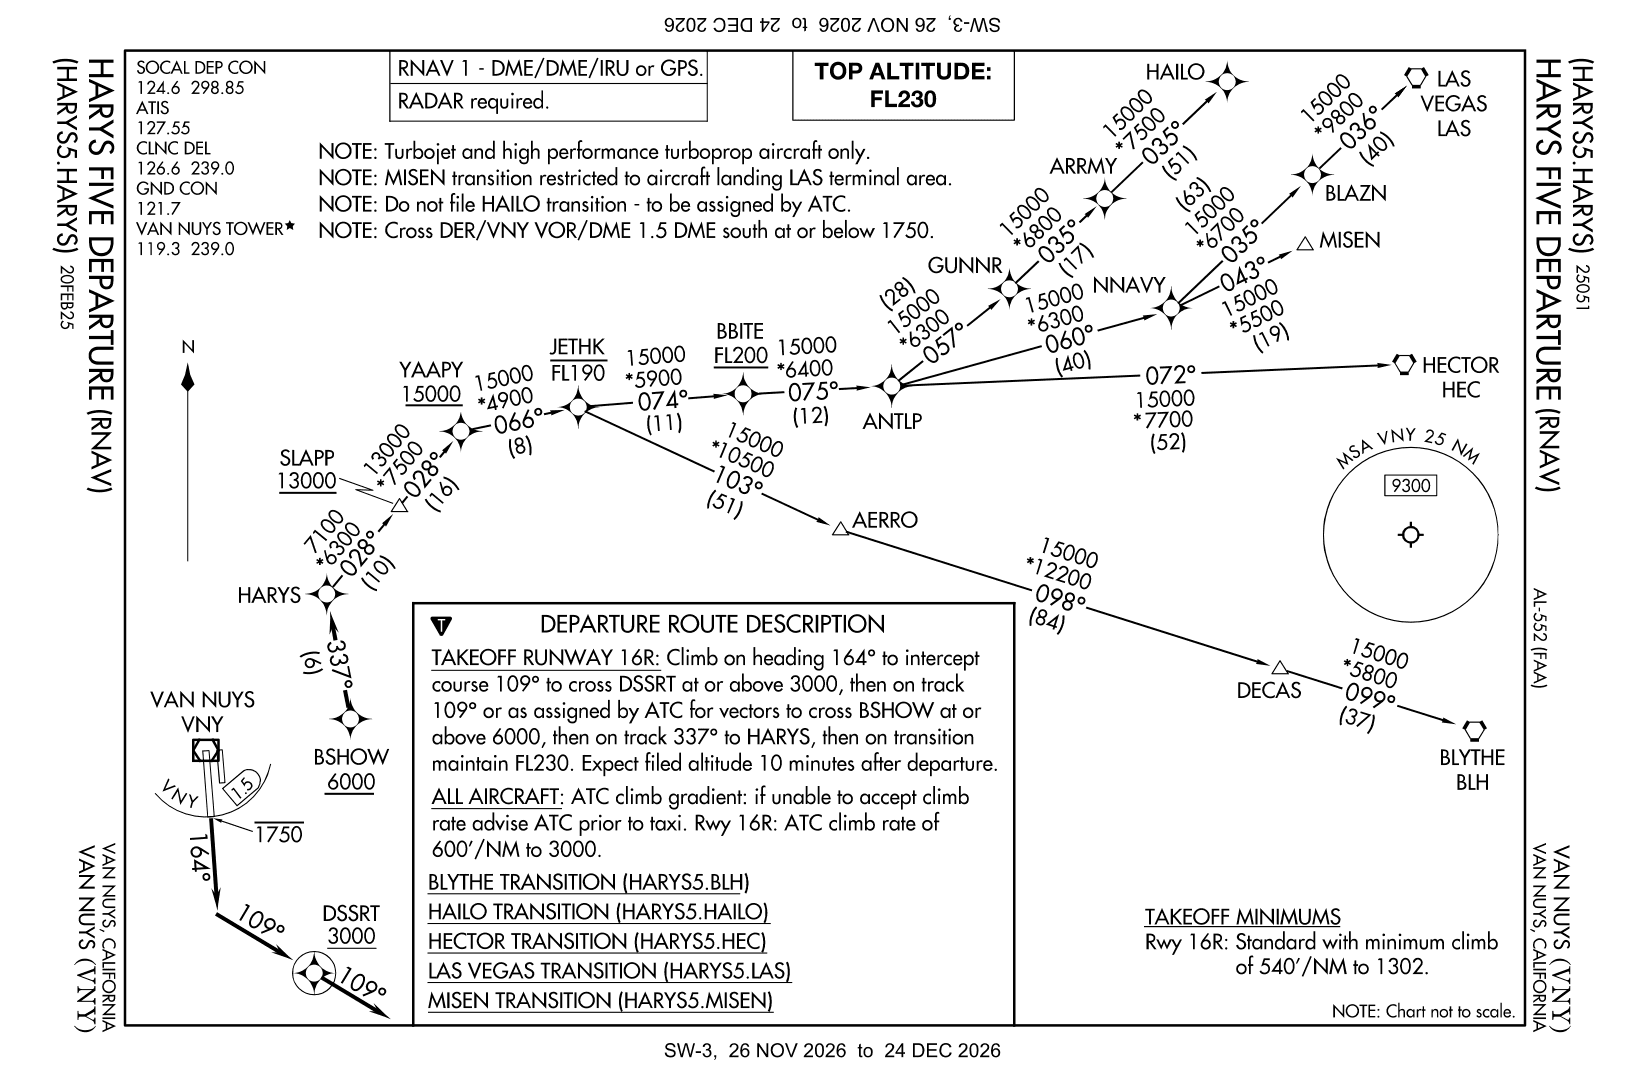 SW-3, 26 NOV 2026 to 24 DEC 2026
(HARYS5.HARYS) 20FEB25
HARYS FIVE DEPARTURE (RNAV)
VAN NUYS, CALIFORNIA
VAN NUYS (VNY)
SOCAL DEP CON
124.6 298.85
ATIS
127.55
CLNC DEL
126.6 239.0
GND CON
121.7
VAN NUYS TOWER★
119.3 239.0
RNAV 1 - DME/DME/IRU or GPS.
RADAR required.
TOP ALTITUDE:
FL230
NOTE: Turbojet and high performance turboprop aircraft only.
NOTE: MISEN transition restricted to aircraft landing LAS terminal area.
NOTE: Do not file HAILO transition - to be assigned by ATC.
NOTE: Cross DER/VNY VOR/DME 1.5 DME south at or below 1750.
HAILO
15000
*7500
035°
(51)
ARRMY
15000
*6800
035°
(17)
GUNNR
(28)
15000
*6300
057°
LAS
VEGAS
LAS
15000
*9800
036°
(40)
BLAZN
(63)
15000
*6700
035°
MISEN
043°
15000
*5500
(19)
NNAVY
15000
*6300
060°
(40)
HECTOR
HEC
072°
15000
*7700
(52)
ANTLP
15000
*6400
075°
(12)
BBITE
FL200
15000
*5900
074°
(11)
JETHK
FL190
15000
*4900
066°
(8)
YAAPY
15000
13000
*7500
028°
(16)
SLAPP
13000
7100
*6300
028°
(10)
HARYS
337°
(6)
BSHOW
6000
15000
*10500
103°
(51)
AERRO
15000
*12200
098°
(84)
DECAS
15000
*5800
099°
(37)
BLYTHE
BLH
N
VAN NUYS
VNY
VNY
1.5
1750
164°
109°
DSSRT
3000
109°
MSA VNY 25 NM
9300
T
DEPARTURE ROUTE DESCRIPTION
TAKEOFF RUNWAY 16R: Climb on heading 164° to intercept
course 109° to cross DSSRT at or above 3000, then on track
109° or as assigned by ATC for vectors to cross BSHOW at or
above 6000, then on track 337° to HARYS, then on transition
maintain FL230. Expect filed altitude 10 minutes after departure.
ALL AIRCRAFT: ATC climb gradient: if unable to accept climb
rate advise ATC prior to taxi. Rwy 16R: ATC climb rate of
600'/NM to 3000.
BLYTHE TRANSITION (HARYS5.BLH)
HAILO TRANSITION (HARYS5.HAILO)
HECTOR TRANSITION (HARYS5.HEC)
LAS VEGAS TRANSITION (HARYS5.LAS)
MISEN TRANSITION (HARYS5.MISEN)
TAKEOFF MINIMUMS
Rwy 16R: Standard with minimum climb
of 540'/NM to 1302.
NOTE: Chart not to scale.
(HARYS5.HARYS) 25051
HARYS FIVE DEPARTURE (RNAV)
AL-552 (FAA)
VAN NUYS (VNY)
VAN NUYS, CALIFORNIA
SW-3, 26 NOV 2026 to 24 DEC 2026